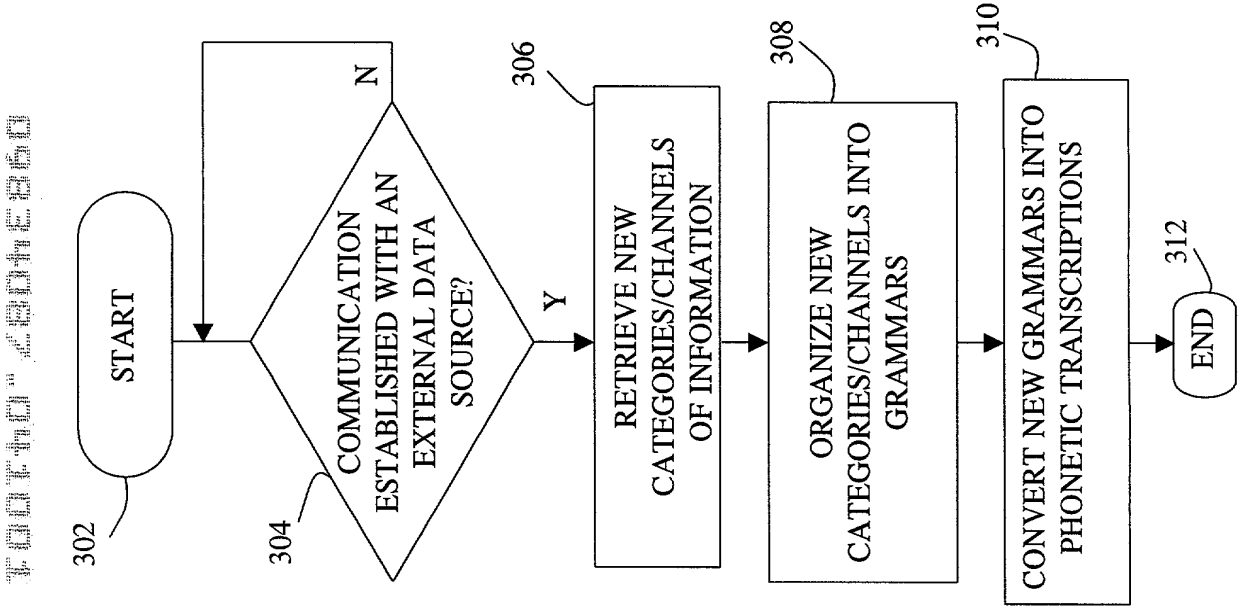 START
302
COMMUNICATION
ESTABLISHED WITH AN
EXTERNAL DATA
SOURCE?
304
N
Y
306
RETRIEVE NEW
CATEGORIES/CHANNELS
OF INFORMATION
308
ORGANIZE NEW
CATEGORIES/CHANNELS INTO
GRAMMARS
310
CONVERT NEW GRAMMARS INTO
PHONETIC TRANSCRIPTIONS
312
END